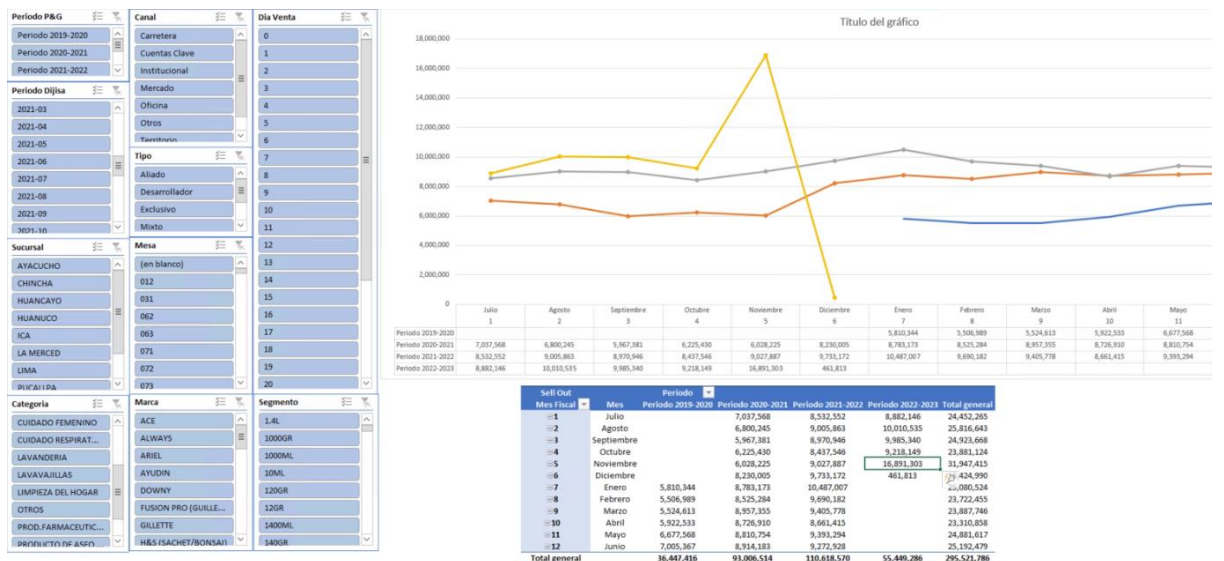 Periodo P&G
Periodo 2019-2020
Periodo 2020-2021
Periodo 2021-2022
Periodo Dijisa
2021-03
2021-04
2021-05
2021-06
2021-07
2021-08
2021-09
2021-10
Sucursal
AYACUCHO
CHINCHA
HUANCAYO
HUANUCO
ICA
LA MERCED
LIMA
PUCALLPA
Categoria
CUIDADO FEMENINO
CUIDADO RESPIRAT...
LAVANDERIA
LAVAVAJILLAS
LIMPIEZA DEL HOGAR
OTROS
PROD.FARMACEUTIC...
PRODUCTO DE ASEO ...
Canal
Carretera
Cuentas Clave
Institucional
Mercado
Oficina
Otros
Territorio
Tipo
Aliado
Desarrollador
Exclusivo
Mixto
Mesa
(en blanco)
012
031
062
063
071
072
073
Marca
ACE
ALWAYS
ARIEL
AYUDIN
DOWNY
FUSION PRO (GUILLE...
GILLETTE
H&S (SACHET/BONSAI)
Dia Venta
0
1
2
3
4
5
6
7
8
9
10
11
12
13
14
15
16
17
18
19
20
Segmento
1.4L
1000GR
1000ML
10ML
120GR
12GR
1400ML
140GR
Título del gráfico
18,000,000
16,000,000
14,000,000
12,000,000
10,000,000
8,000,000
6,000,000
4,000,000
2,000,000
0
Julio Agosto Septiembre Octubre Noviembre Diciembre Enero Febrero Marzo Abril Mayo
1 2 3 4 5 6 7 8 9 10 11
Periodo 2019-2020 5,810,344 5,506,989 5,524,613 5,922,533 6,677,568
Periodo 2020-2021 7,037,568 6,800,245 5,967,381 6,225,430 6,028,225 8,230,005 8,783,173 8,525,284 8,957,355 8,726,910 8,810,754
Periodo 2021-2022 8,532,552 9,005,863 8,970,946 8,437,546 9,027,887 9,733,172 10,487,007 9,690,182 9,405,778 8,661,415 9,393,294
Periodo 2022-2023 8,882,146 10,010,535 9,985,340 9,218,149 16,891,303 461,813
Sell Out Periodo
Mes Fiscal Mes Periodo 2019-2020 Periodo 2020-2021 Periodo 2021-2022 Periodo 2022-2023 Total general
1 Julio 7,037,568 8,532,552 8,882,146 24,452,265
2 Agosto 6,800,245 9,005,863 10,010,535 25,816,643
3 Septiembre 5,967,381 8,970,946 9,985,340 24,923,668
4 Octubre 6,225,430 8,437,546 9,218,149 23,881,124
5 Noviembre 6,028,225 9,027,887 16,891,303 31,947,415
6 Diciembre 8,230,005 9,733,172 461,813 ,424,990
7 Enero 5,810,344 8,783,173 10,487,007 25,080,524
8 Febrero 5,506,989 8,525,284 9,690,182 23,722,455
9 Marzo 5,524,613 8,957,355 9,405,778 23,887,746
10 Abril 5,922,533 8,726,910 8,661,415 23,310,858
11 Mayo 6,677,568 8,810,754 9,393,294 24,881,617
12 Junio 7,005,367 8,914,183 9,272,928 25,192,479
Total general 36,447,416 93,006,514 110,618,570 55,449,286 295,521,786